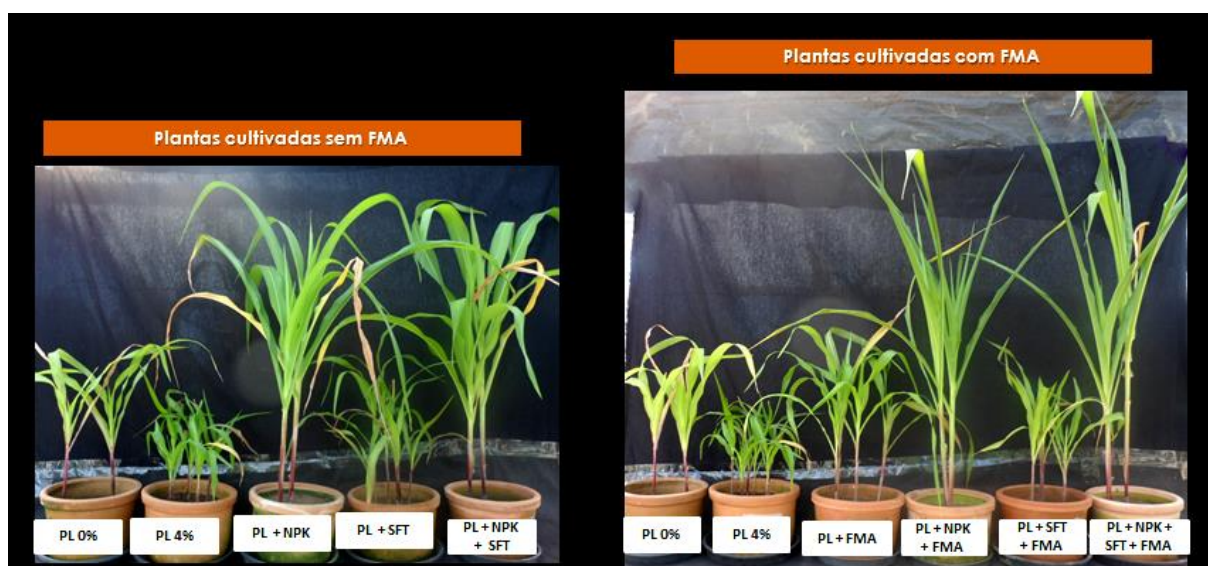 Plantas cultivadas sem FMA
PL 0%
PL 4%
PL + NPK
PL + SFT
PL + NPK
+ SFT
Plantas cultivadas com FMA
PL 0%
PL 4%
PL + FMA
PL + NPK
+ FMA
PL + SFT
+ FMA
PL + NPK +
SFT + FMA